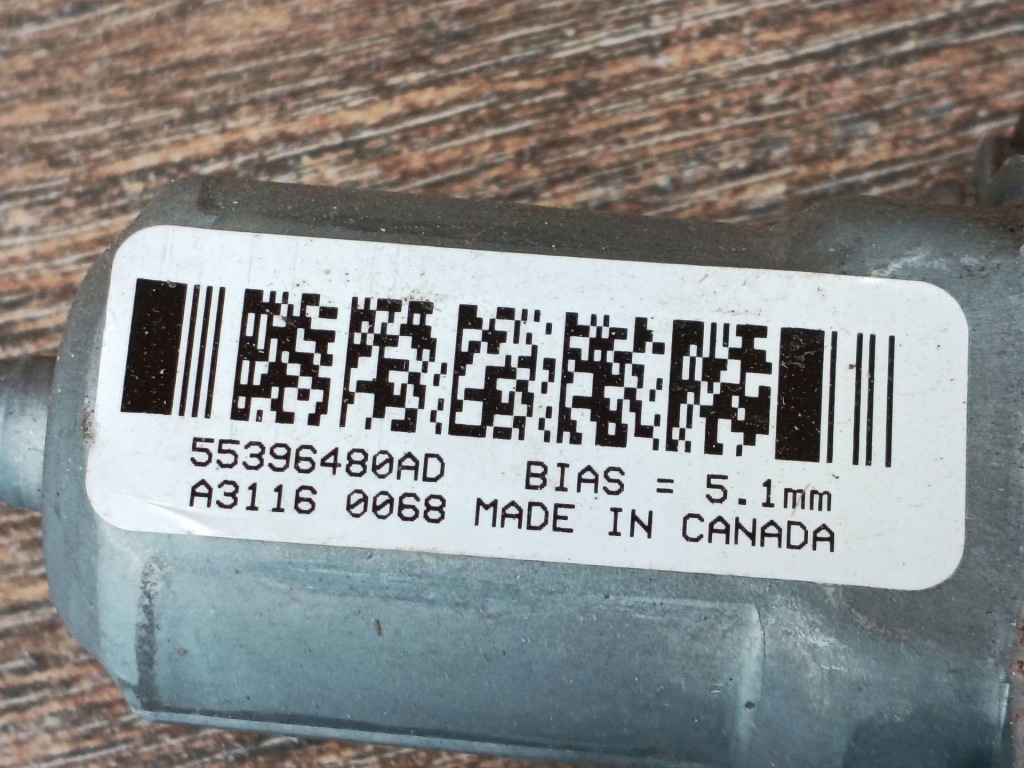 55396480AD BIAS = 5.1mm
A3116 0068 MADE IN CANADA